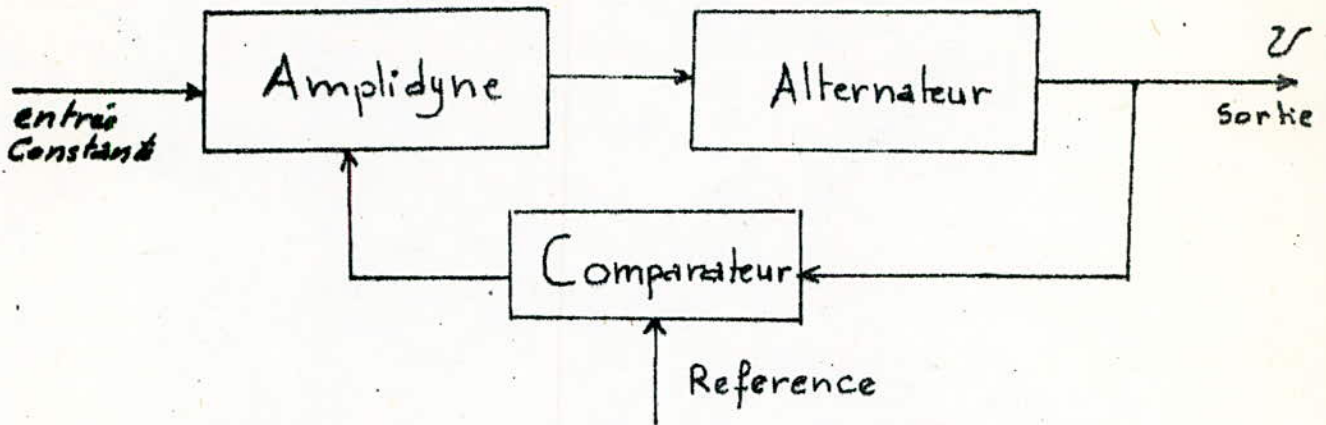 Amplidyne
Alternateur
V
entrée
Constante
Sortie
Comparateur
Reference